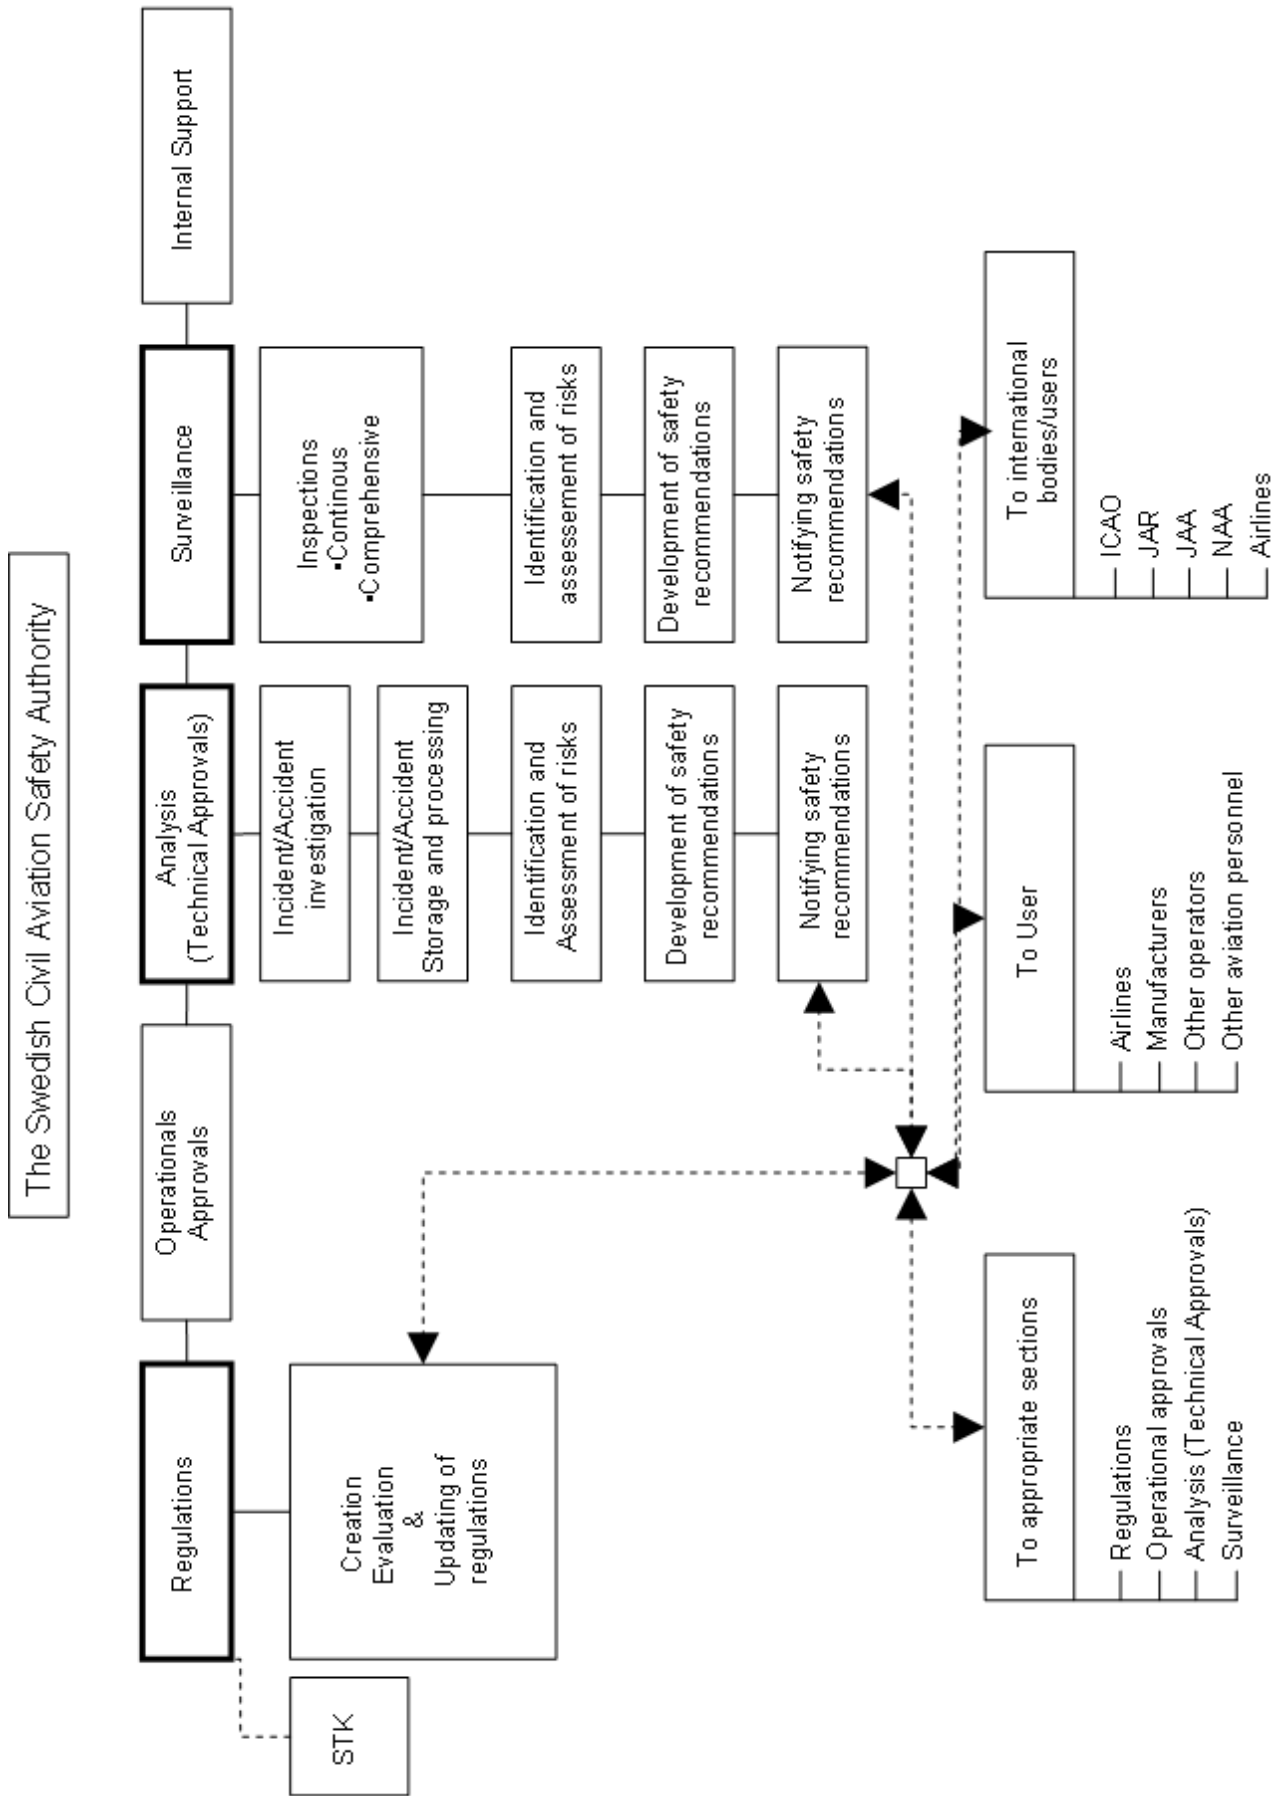 The Swedish Civil Aviation Safety Authority
Regulations
Operationals
Approvals
Analysis
(Technical Approvals)
Surveillance
Internal Support
STK
Creation
Evaluation
&
Updating of
regulations
Incident/Accident
investigation
Incident/Accident
Storage and processing
Identification and
Assessment of risks
Development of safety
recommendations
Notifying safety
recommendations
Inspections
▪Continous
▪Comprehensive
Identification and
assessement of risks
Development of safety
recommendations
Notifying safety
recommendations
To appropriate sections
Regulations
Operational approvals
Analysis (Technical Approvals)
Surveillance
To User
Airlines
Manufacturers
Other operators
Other aviation personnel
To international
bodies/users
ICAO
JAR
JAA
NAA
Airlines